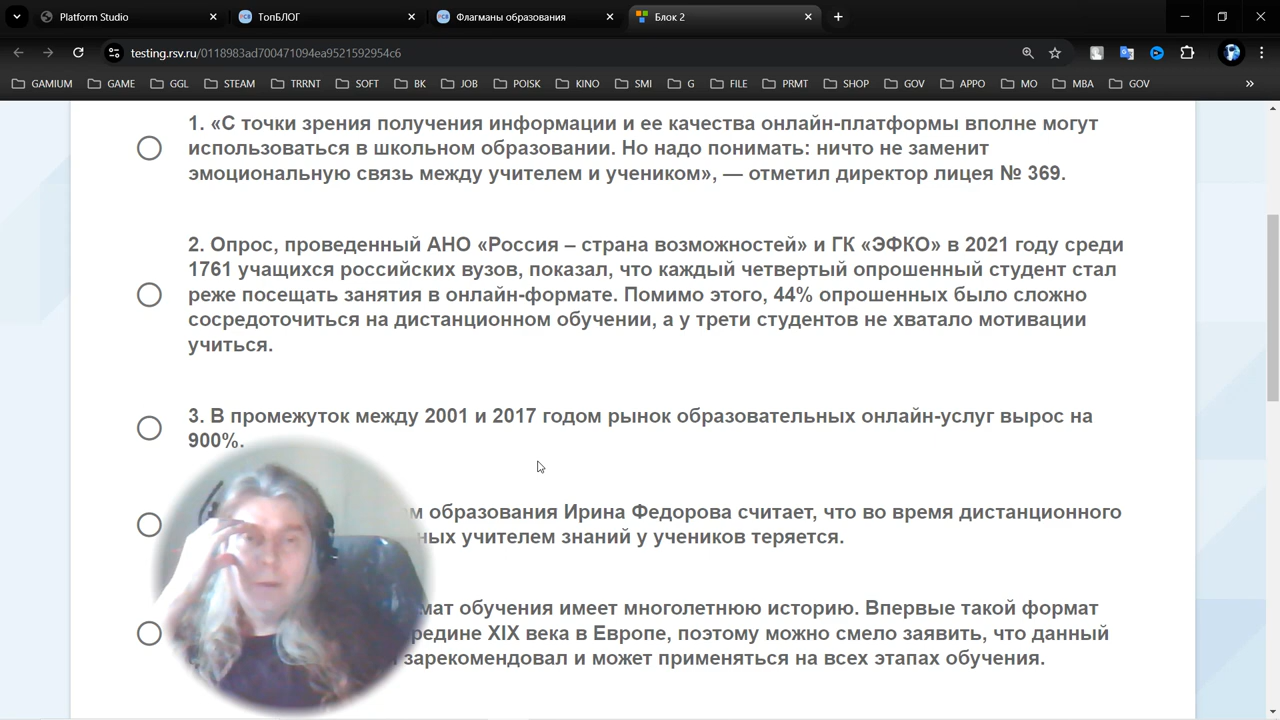 Platform Studio
ТопБЛОГ
Флагманы образования
Блок 2
testing.rsv.ru/0118983ad700471094ea9521592954c6
GAMIUM GAME GGL STEAM TRRNT SOFT BK JOB POISK KINO SMI G FILE PRMT SHOP GOV APPO MO MBA GOV
1. «С точки зрения получения информации и ее качества онлайн-платформы вполне могут
использоваться в школьном образовании. Но надо понимать: ничто не заменит
эмоциональную связь между учителем и учеником», — отметил директор лицея № 369.
2. Опрос, проведенный АНО «Россия – страна возможностей» и ГК «ЭФКО» в 2021 году среди
1761 учащихся российских вузов, показал, что каждый четвертый опрошенный студент стал
реже посещать занятия в онлайн-формате. Помимо этого, 44% опрошенных было сложно
сосредоточиться на дистанционном обучении, а у трети студентов не хватало мотивации
учиться.
3. В промежуток между 2001 и 2017 годом рынок образовательных онлайн-услуг вырос на
900%.
образования Ирина Федорова считает, что во время дистанционного
учителем знаний у учеников теряется.
обучения имеет многолетнюю историю. Впервые такой формат
XIX века в Европе, поэтому можно смело заявить, что данный
зарекомендовал и может применяться на всех этапах обучения.